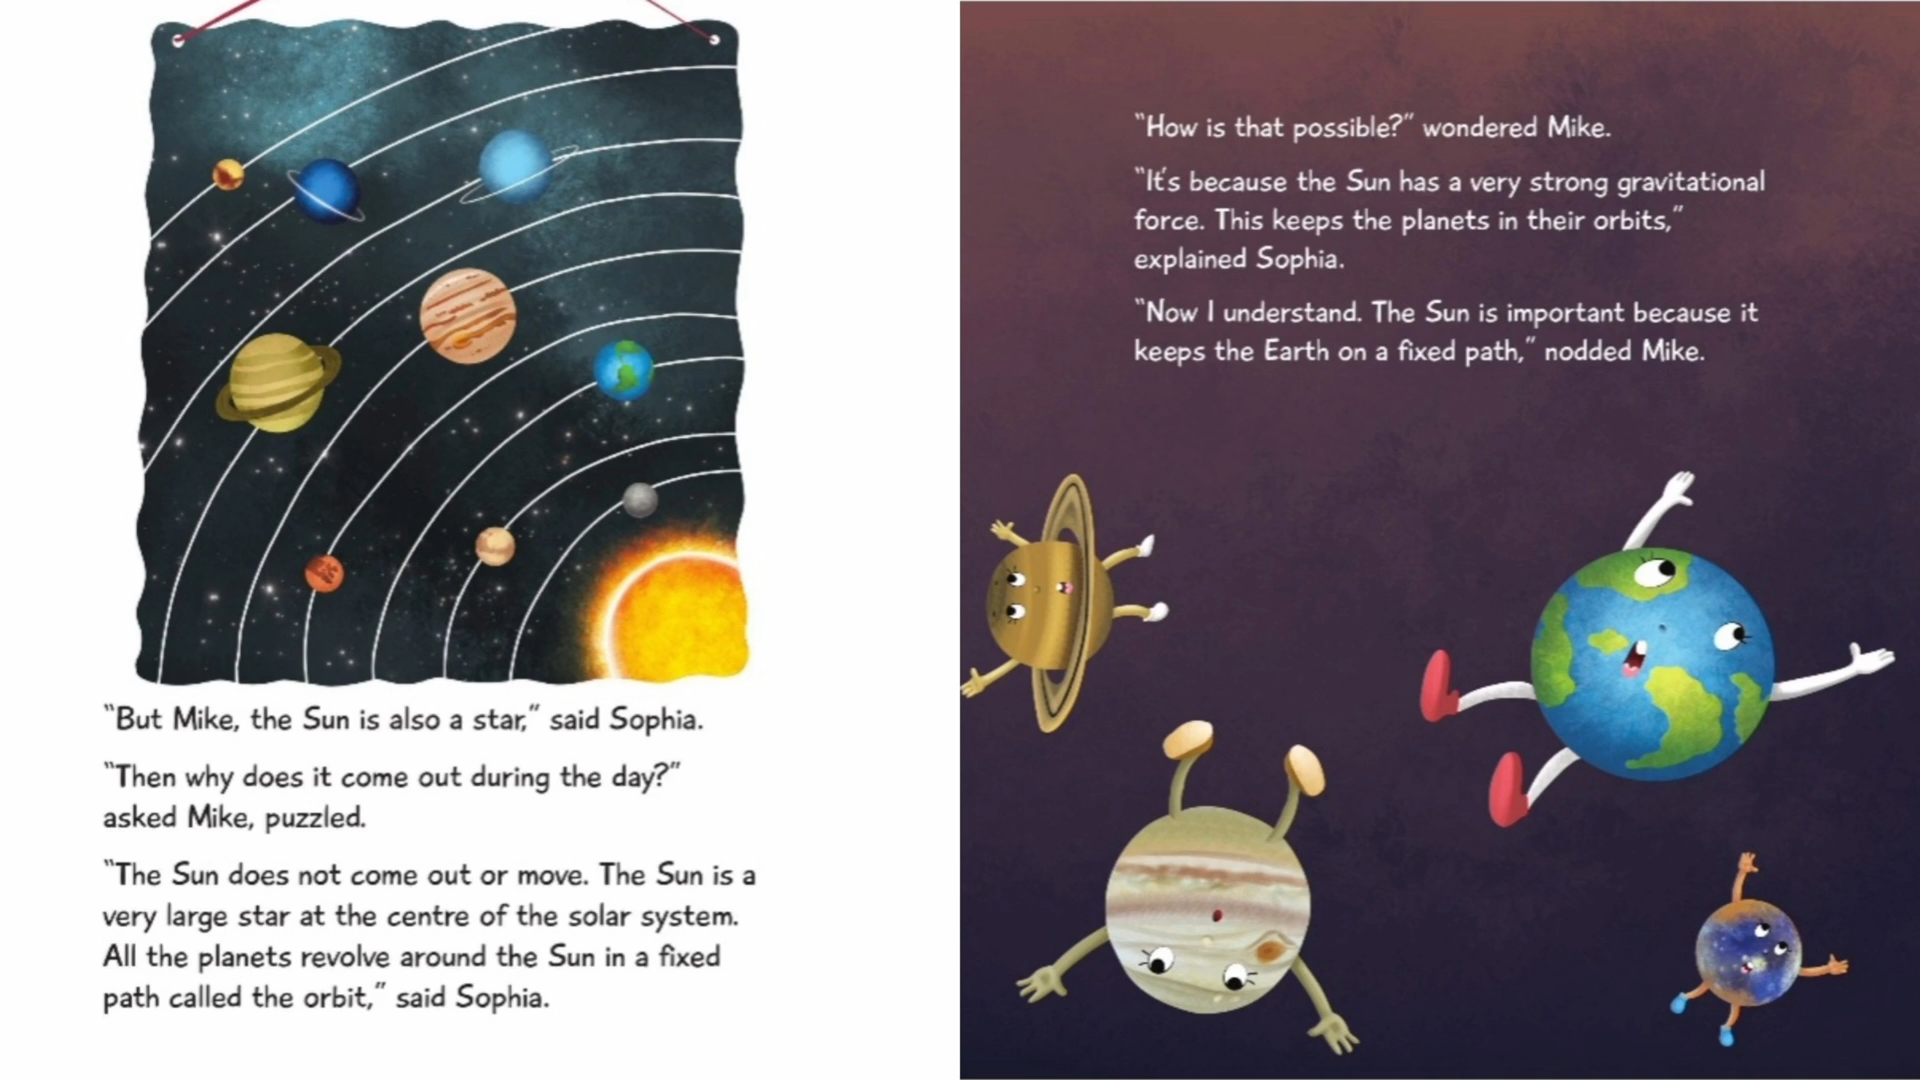 “But Mike, the Sun is also a star,” said Sophia.
“Then why does it come out during the day?”
asked Mike, puzzled.
“The Sun does not come out or move. The Sun is a
very large star at the centre of the solar system.
All the planets revolve around the Sun in a fixed
path called the orbit,” said Sophia.
“How is that possible?” wondered Mike.
“It's because the Sun has a very strong gravitational
force. This keeps the planets in their orbits,”
explained Sophia.
“Now I understand. The Sun is important because it
keeps the Earth on a fixed path,” nodded Mike.